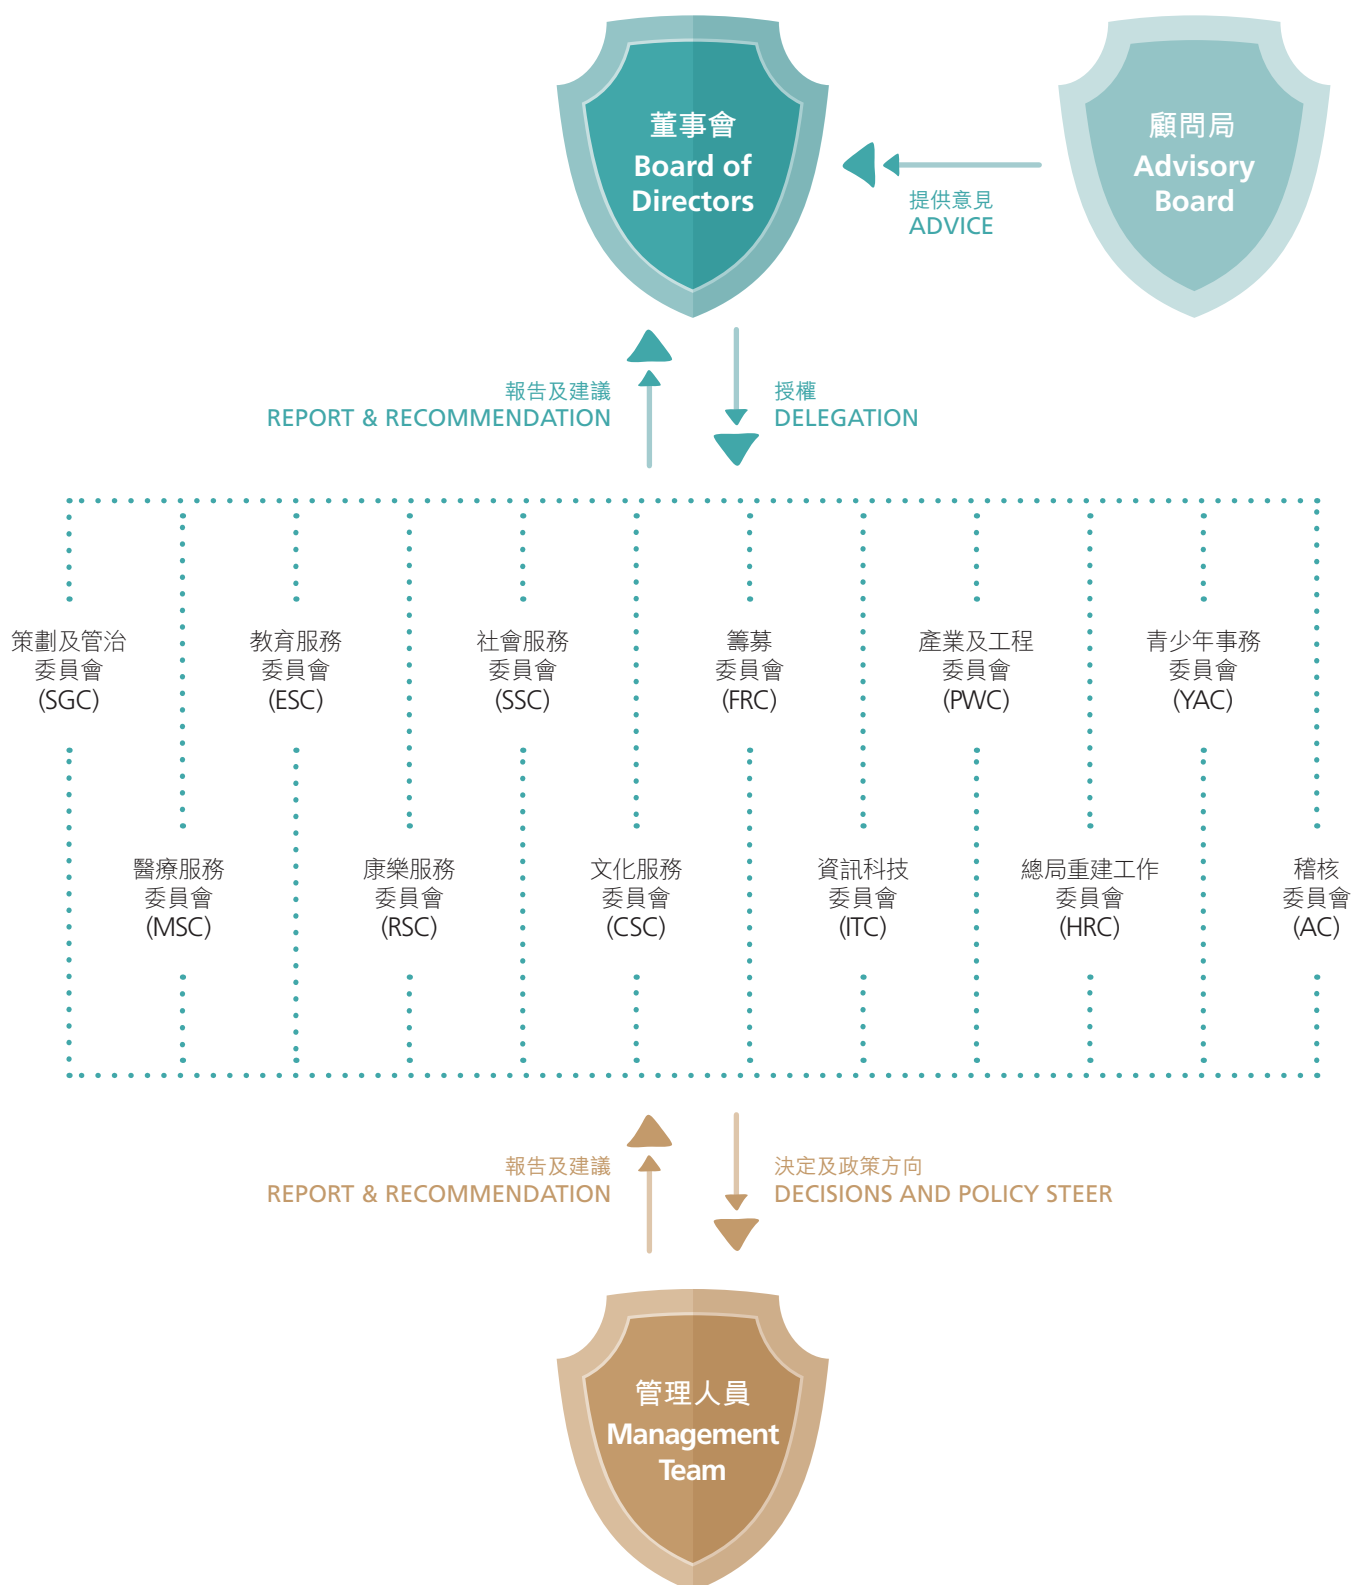 董事會
Board of
Directors
顧問局
Advisory
Board
提供意見
ADVICE
報告及建議
REPORT & RECOMMENDATION
授權
DELEGATION
策劃及管治
委員會
(SGC)
教育服務
委員會
(ESC)
社會服務
委員會
(SSC)
籌募
委員會
(FRC)
產業及工程
委員會
(PWC)
青少年事務
委員會
(YAC)
醫療服務
委員會
(MSC)
康樂服務
委員會
(RSC)
文化服務
委員會
(CSC)
資訊科技
委員會
(ITC)
總局重建工作
委員會
(HRC)
稽核
委員會
(AC)
報告及建議
REPORT & RECOMMENDATION
決定及政策方向
DECISIONS AND POLICY STEER
管理人員
Management
Team